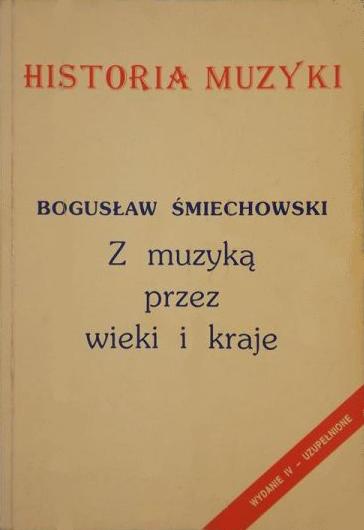 HISTORIA MUZYKI
BOGUSŁAW ŚMIECHOWSKI
Z muzyką
przez
wieki i kraje
WYDANIE IV – UZUPEŁNIONE